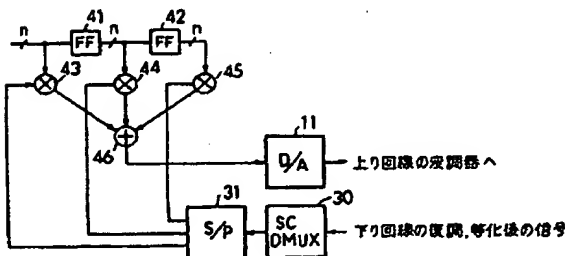 41
42
n
FF
n
FF
n
43
44
45
46
11
D/A
上り回線の変調器へ
31
S/P
30
SC
DMUX
下り回線の復調,等化後の信号